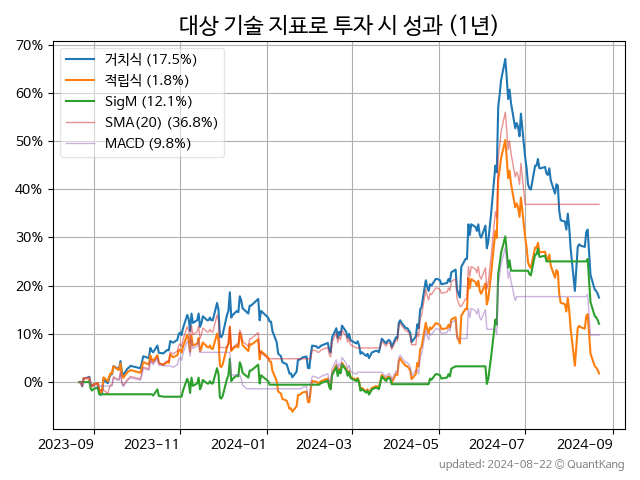 대상 기술 지표로 투자 시 성과 (1년)
거치식 (17.5%)
적립식 (1.8%)
SigM (12.1%)
SMA(20) (36.8%)
MACD (9.8%)
70%
60%
50%
40%
30%
20%
10%
0%
2023-09 2023-11 2024-01 2024-03 2024-05 2024-07 2024-09
updated: 2024-08-22 © QuantKang